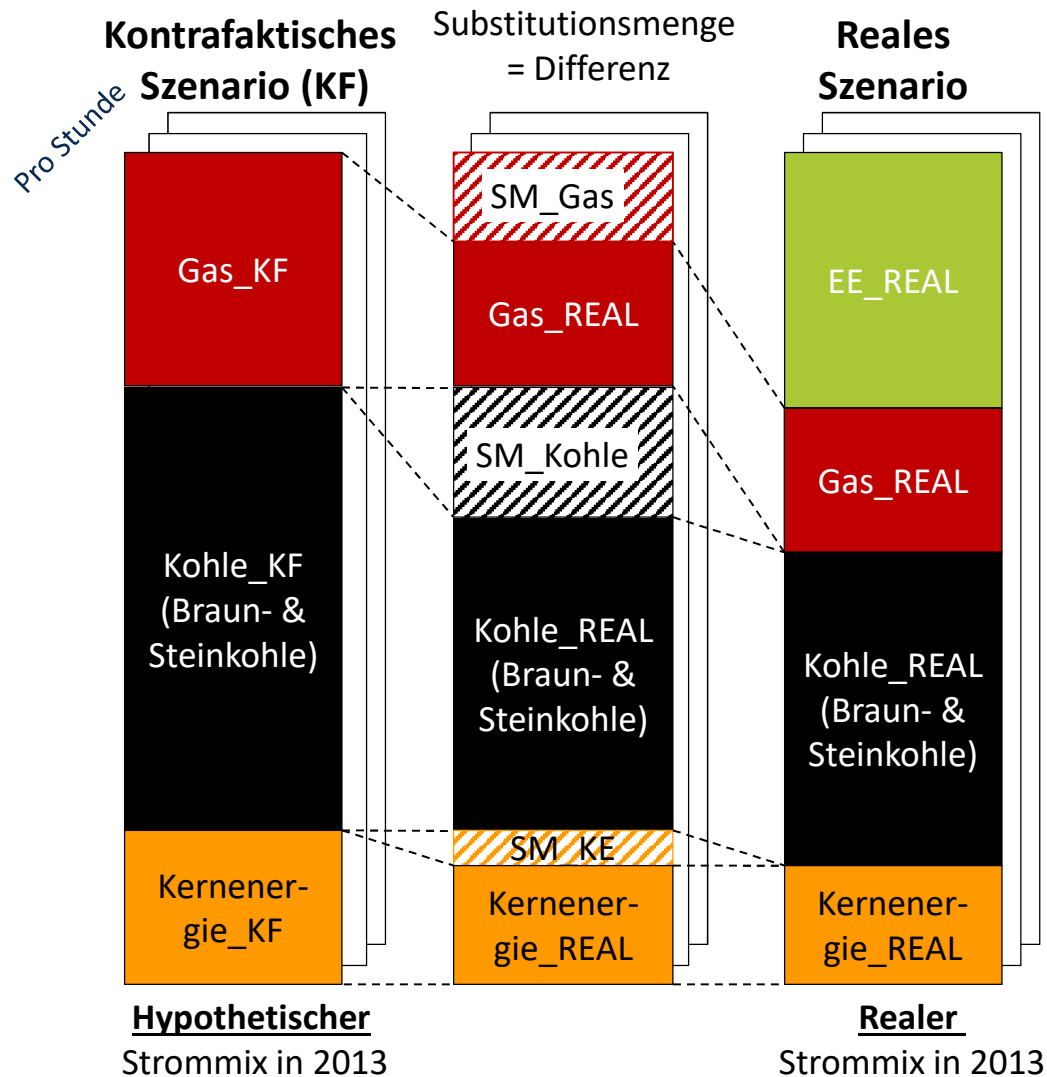 Kontrafaktisches
Szenario (KF)
Substitutionsmenge
= Differenz
Reales
Szenario
Pro Stunde
Gas_KF
Kohle_KF
(Braun- &
Steinkohle)
Kernener-
gie_KF
SM_Gas
Gas_REAL
SM_Kohle
Kohle_REAL
(Braun- &
Steinkohle)
SM_KE
Kernener-
gie_REAL
EE_REAL
Gas_REAL
Kohle_REAL
(Braun- &
Steinkohle)
Kernener-
gie_REAL
Hypothetischer
Strommix in 2013
Realer
Strommix in 2013